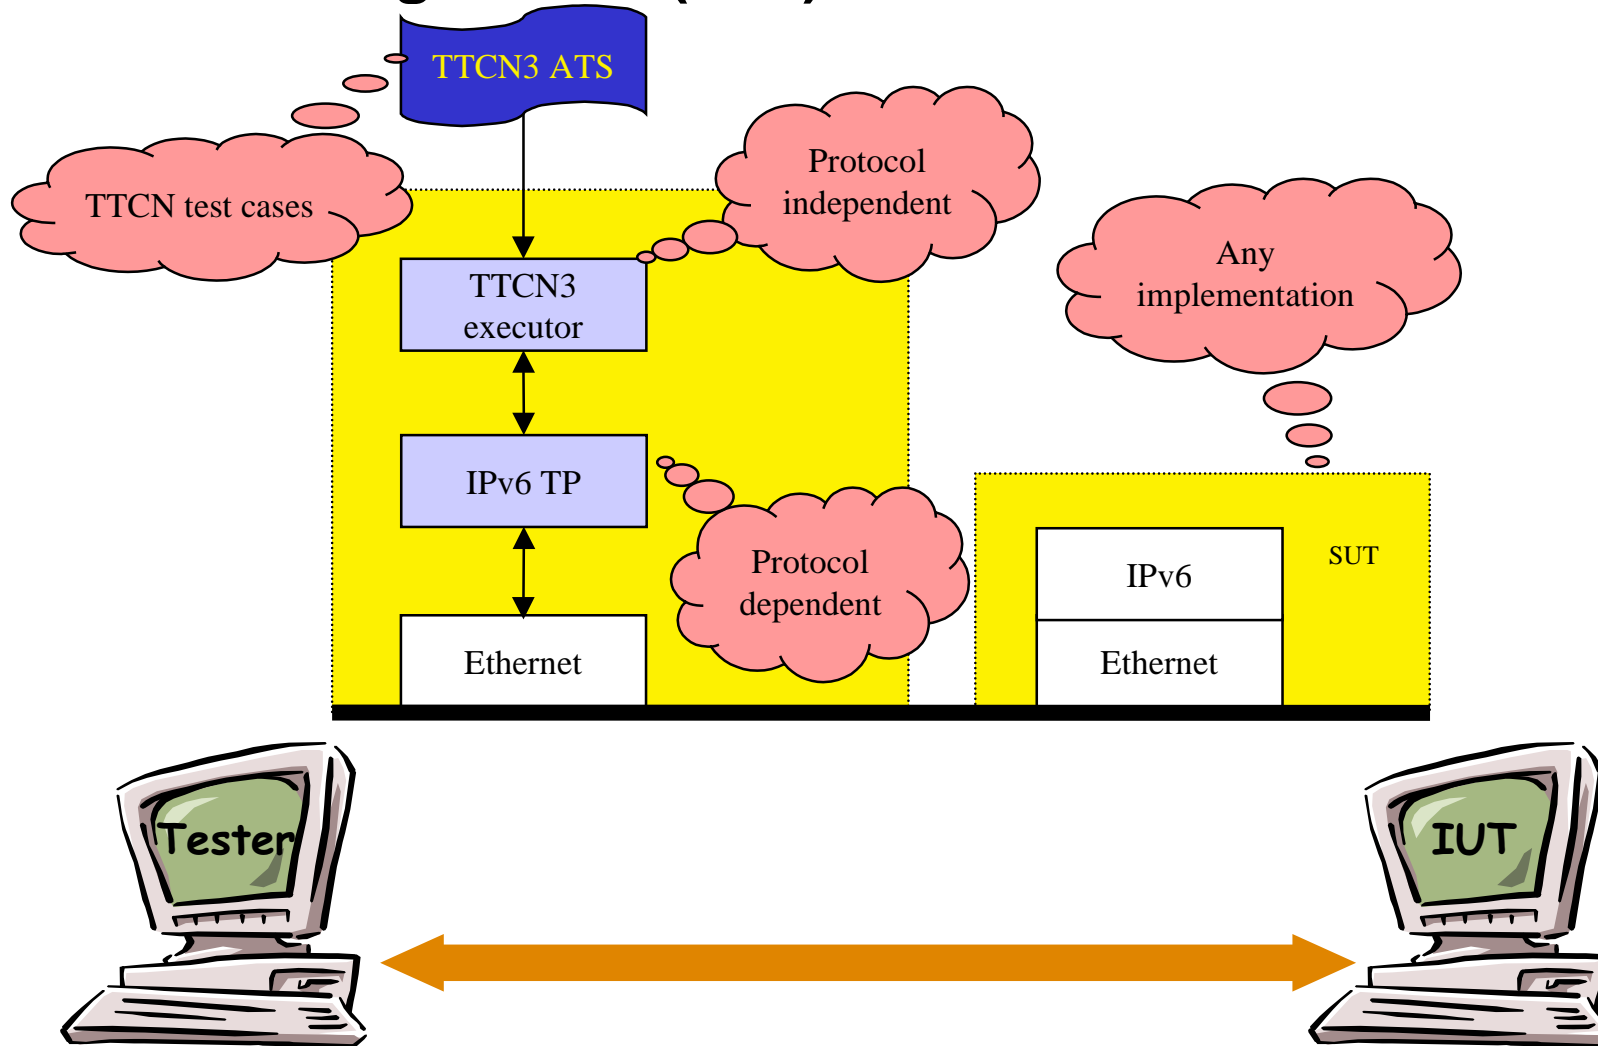 TTCN3 ATS
TTCN test cases
Protocol
independent
Any
implementation
TTCN3
executor
IPv6 TP
Protocol
dependent
Ethernet
SUT
IPv6
Ethernet
Tester
IUT